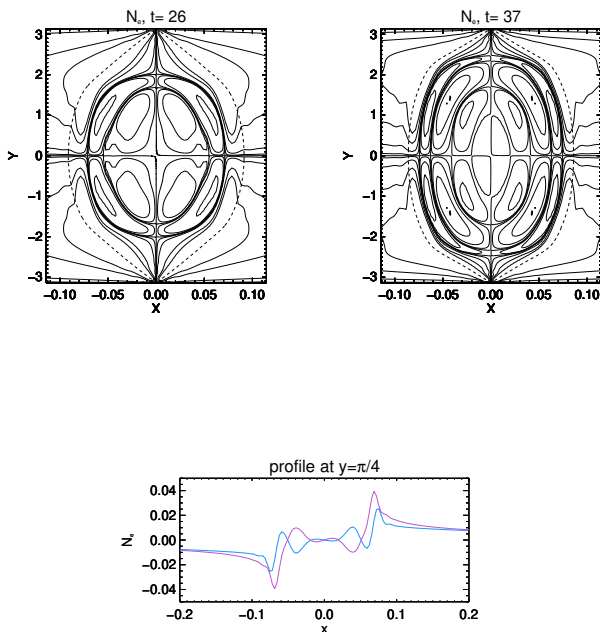 Nₑ, t= 26
Nₑ, t= 37
3
2
1
0
-1
-2
-3
Y
-0.10 -0.05 0.00 0.05 0.10
X
3
2
1
0
-1
-2
-3
Y
-0.10 -0.05 0.00 0.05 0.10
X
profile at y=π/4
0.04
0.02
0.00
-0.02
-0.04
Nₑ
-0.2 -0.1 0.0 0.1 0.2
x